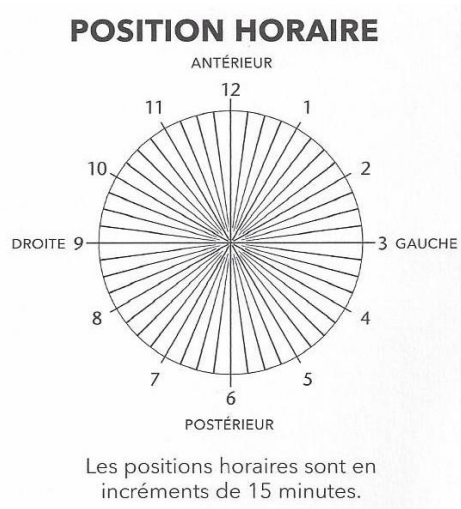 POSITION HORAIRE
ANTÉRIEUR
12
11
1
10
2
DROITE 9
3 GAUCHE
8
4
7
5
6
POSTÉRIEUR
Les positions horaires sont en
incréments de 15 minutes.